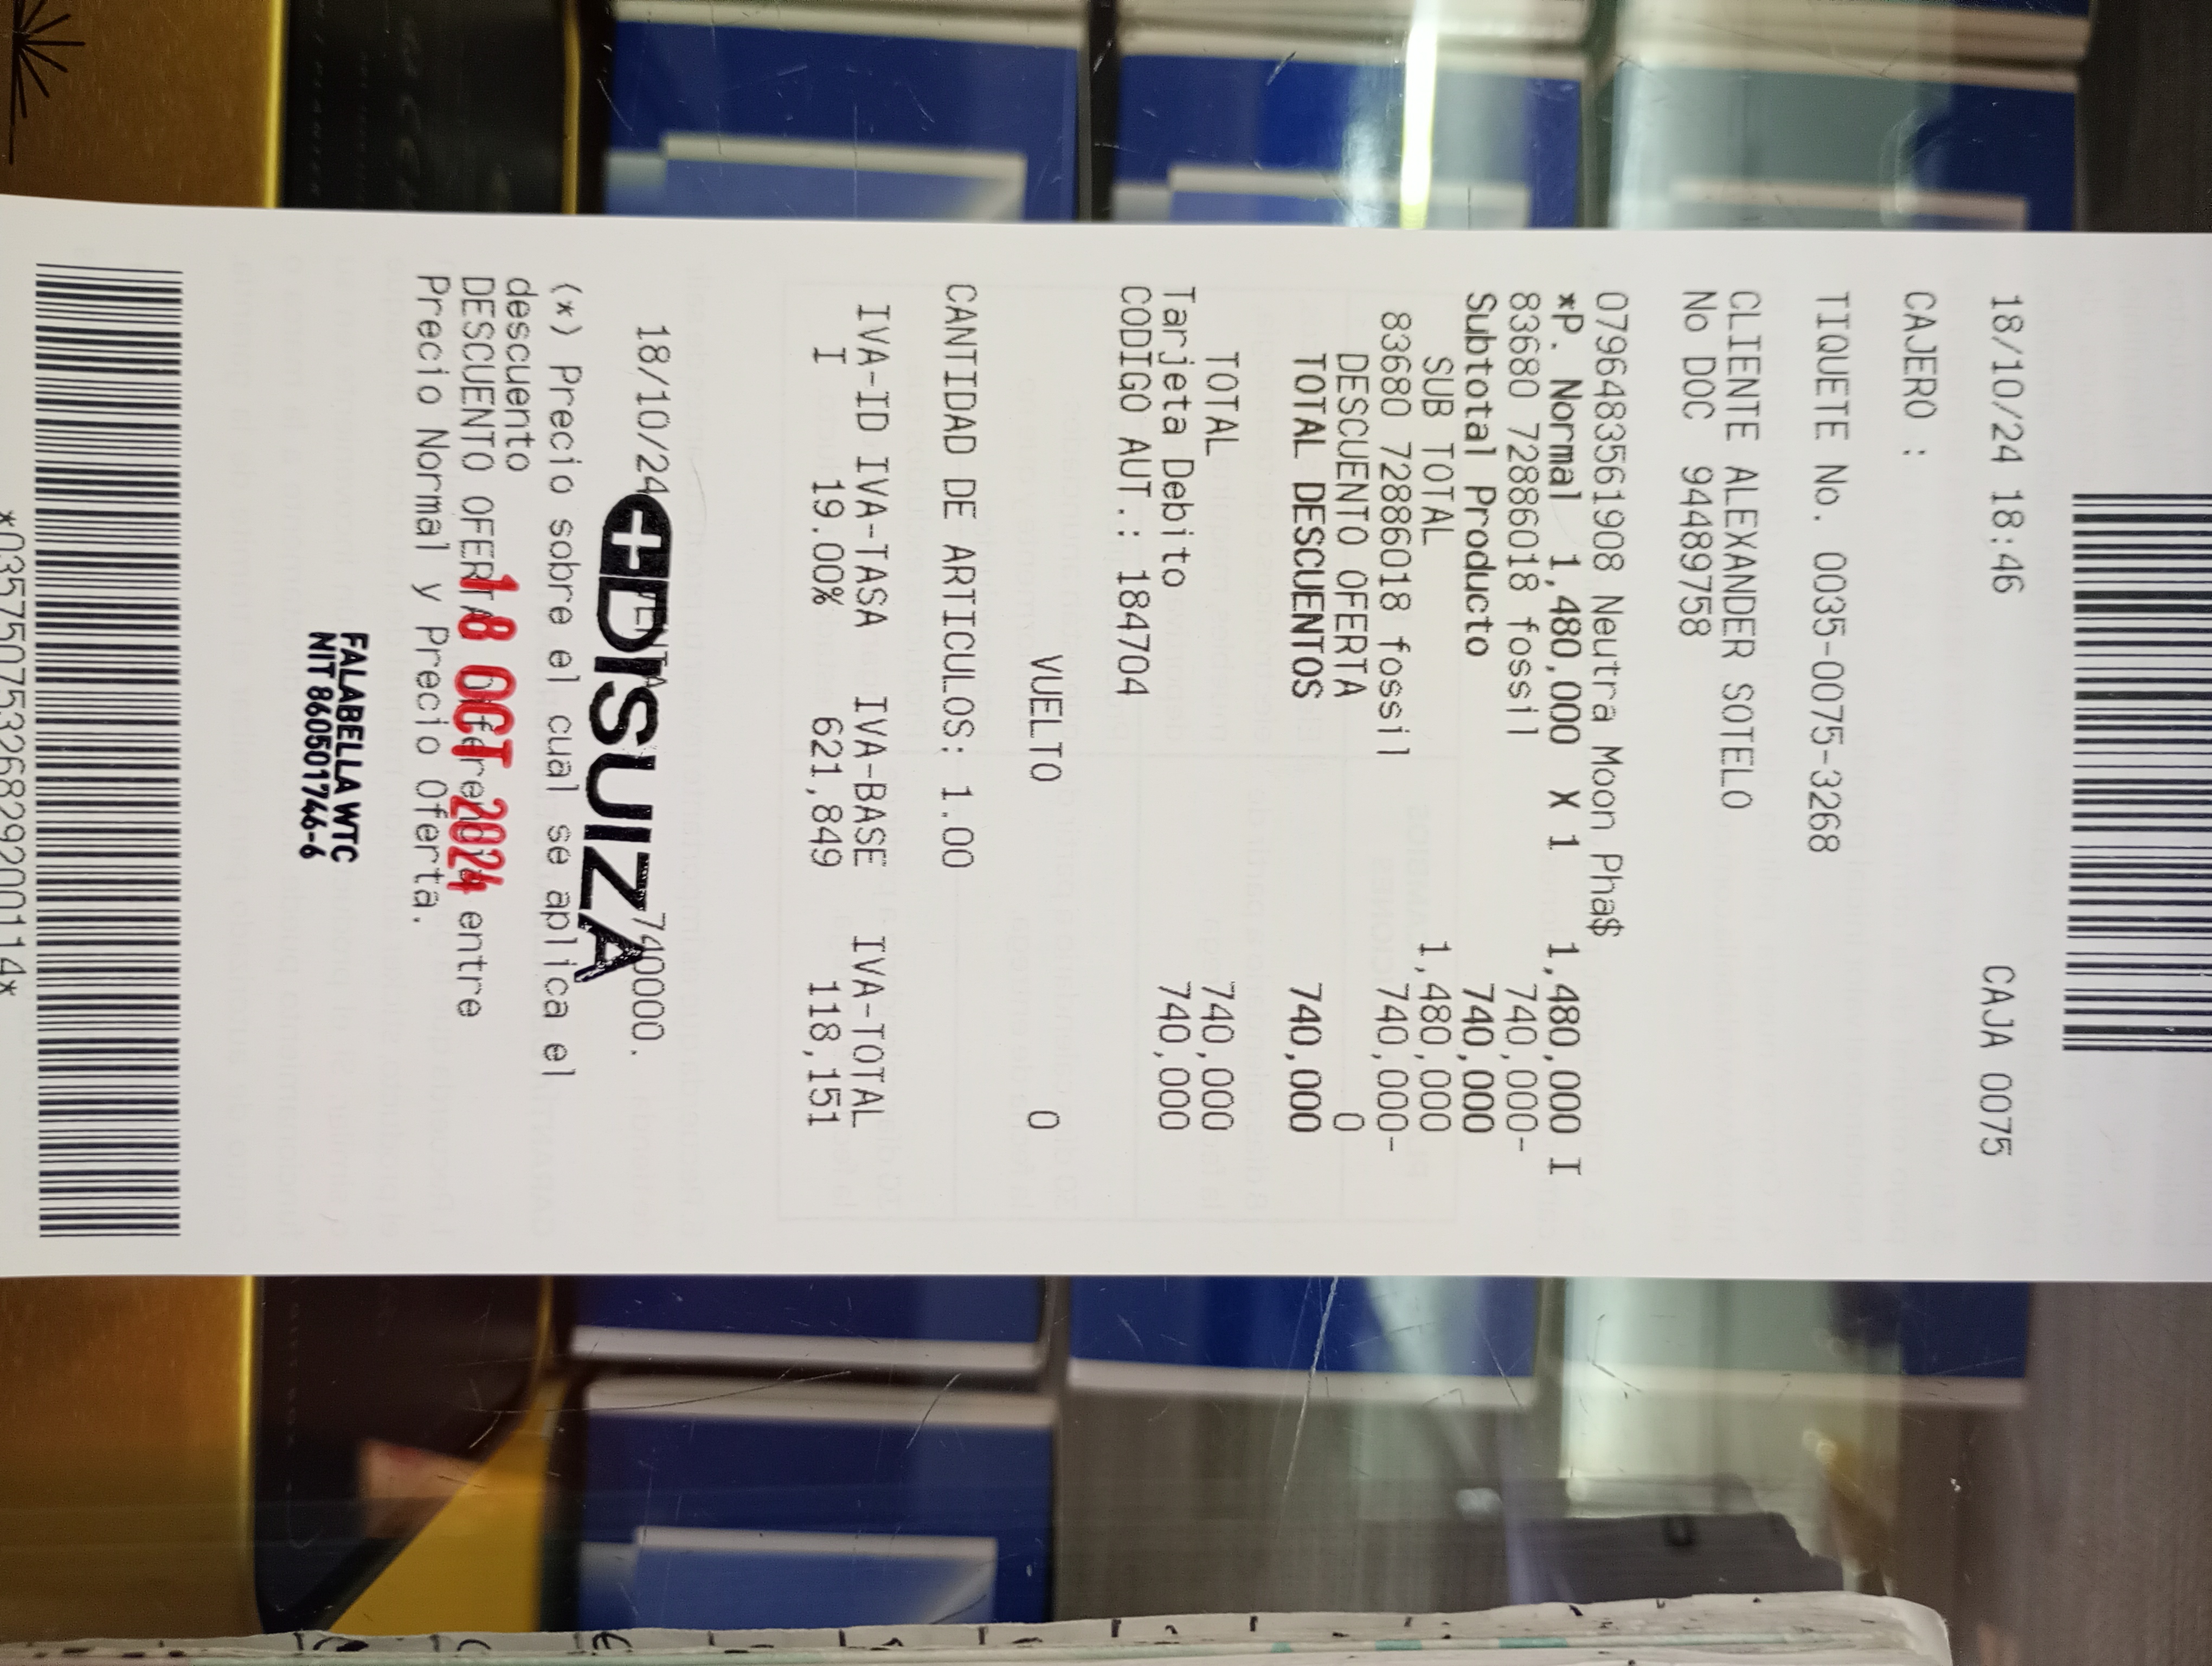 18/10/24 18:46 CAJA 0075
CAJERO :
TIQUETE No. 0035-0075-3268
CLIENTE ALEXANDER SOTELO
No DOC 94489758
0796483561908 Neutra Moon Pha$
*P. Normal 1,480,000 X 1 1,480,000 I
83680 72886018 fossil 740,000-
Subtotal Producto 740,000
SUB TOTAL 1,480,000
83680 72886018 fossil 740,000-
DESCUENTO OFERTA 0
TOTAL DESCUENTOS 740,000
TOTAL 740,000
Tarjeta Debito 740,000
CODIGO AUT.: 184704
VUELTO 0
CANTIDAD DE ARTICULOS: 1.00
IVA-ID IVA-TASA IVA-BASE IVA-TOTAL
I 19.00% 621,849 118,151
18/10/24 VENTA 740000.
DISUIZA
(*) Precio sobre el cual se aplica el
descuento
DESCUENTO OFERTA Diferencia entre
18 OCT 2024
Precio Normal y Precio Oferta.
FALABELLA WTC
NIT 860501746-6
*0357507532682920011 4*